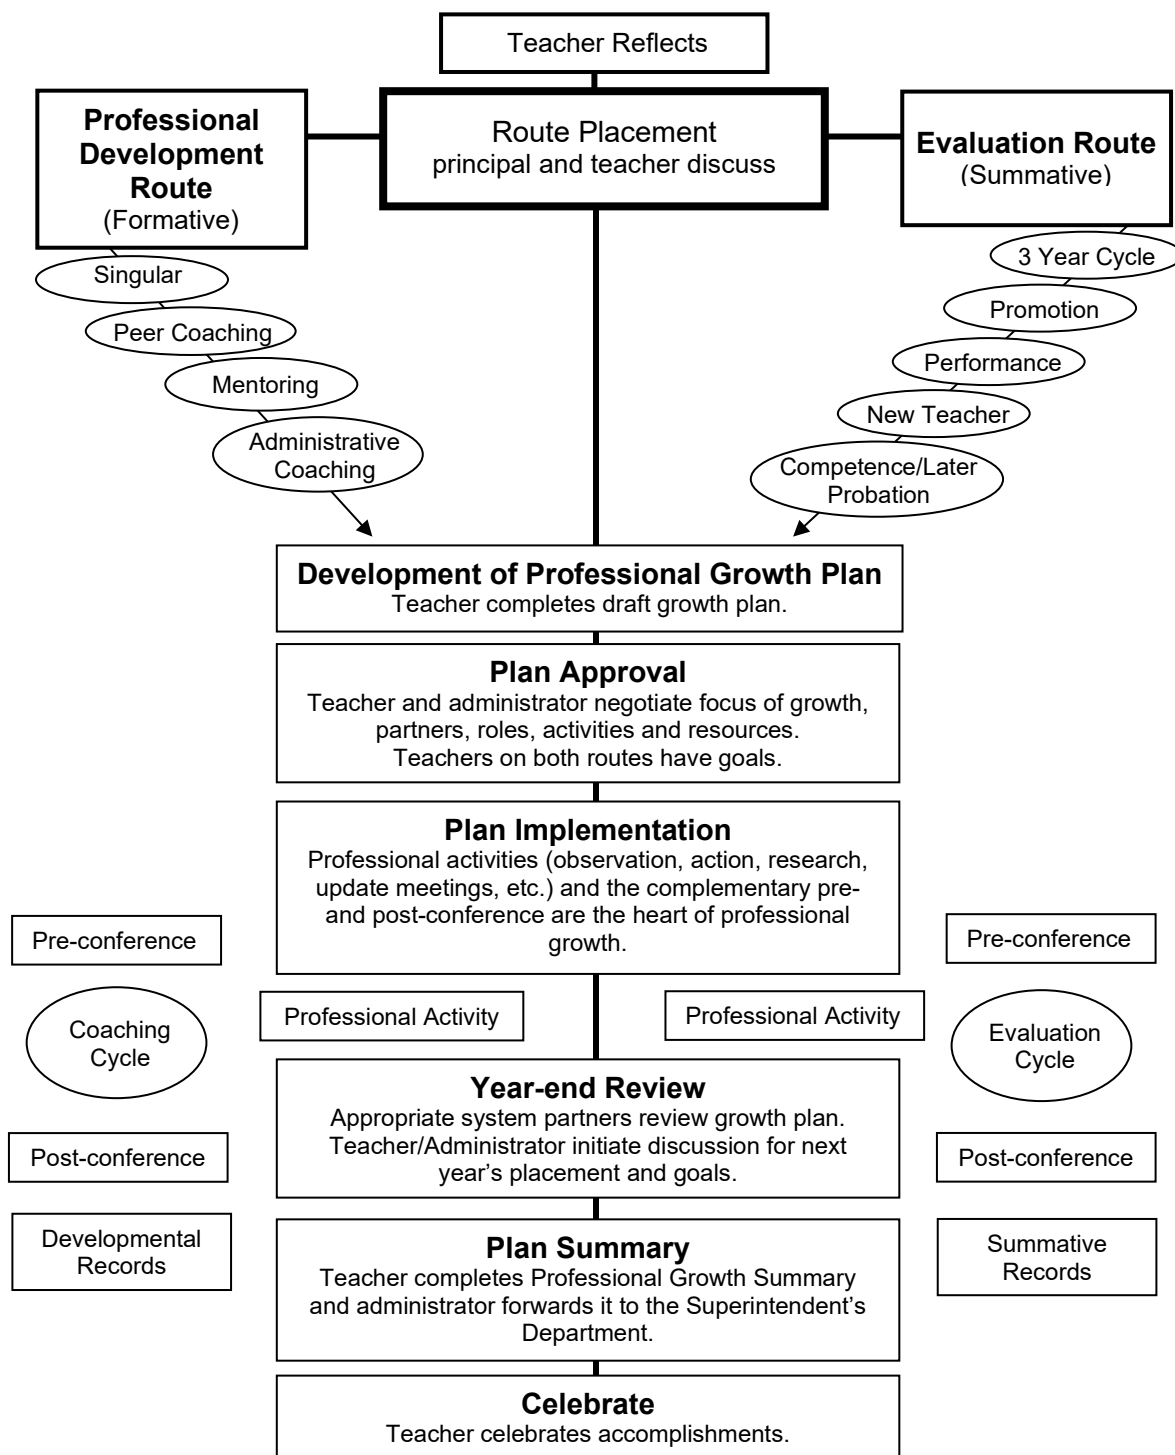 Teacher Reflects
Professional
Development
Route
(Formative)
Route Placement
principal and teacher discuss
Evaluation Route
(Summative)
Singular
Peer Coaching
Mentoring
Administrative
Coaching
3 Year Cycle
Promotion
Performance
New Teacher
Competence/Later
Probation
Development of Professional Growth Plan
Teacher completes draft growth plan.
Plan Approval
Teacher and administrator negotiate focus of growth,
partners, roles, activities and resources.
Teachers on both routes have goals.
Plan Implementation
Professional activities (observation, action, research,
update meetings, etc.) and the complementary pre-
and post-conference are the heart of professional
growth.
Pre-conference
Coaching
Cycle
Professional Activity
Professional Activity
Pre-conference
Evaluation
Cycle
Year-end Review
Appropriate system partners review growth plan.
Teacher/Administrator initiate discussion for next
year’s placement and goals.
Post-conference
Post-conference
Developmental
Records
Plan Summary
Teacher completes Professional Growth Summary
and administrator forwards it to the Superintendent’s
Department.
Summative
Records
Celebrate
Teacher celebrates accomplishments.